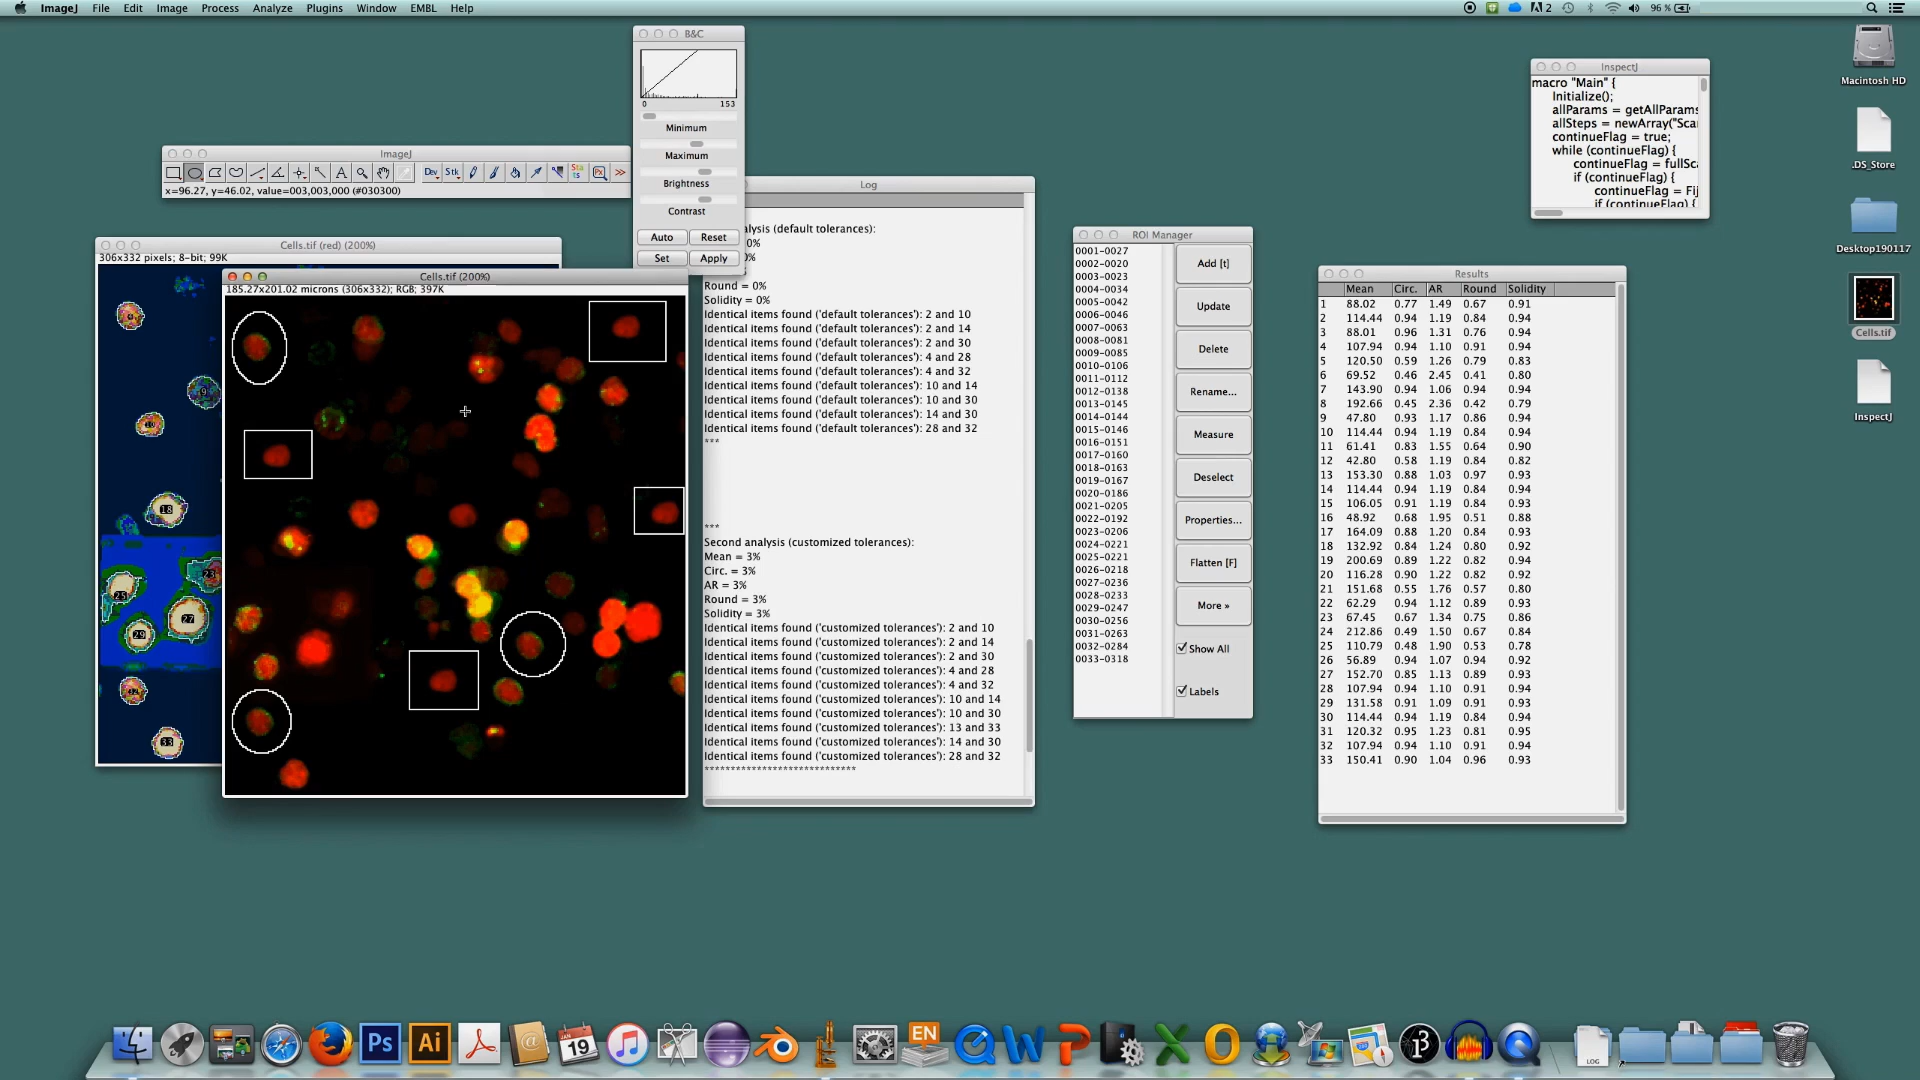 ImageJ File Edit Image Process Analyze Plugins Window EMBL Help
2 96 %
B&C
0 153
Minimum
Maximum
Brightness
Contrast
Auto Reset
Set Apply
ImageJ
Dev Stk
x=96.27, y=46.02, value=003,003,000 (#030300)
Cells.tif (red) (200%)
306x332 pixels; 8-bit; 99K
9
18
25
27
29
33
Cells.tif (200%)
185.27x201.02 microns (306x332); RGB; 397K
Log
alysis (default tolerances):
0%
Round = 0%
Solidity = 0%
Identical items found ('default tolerances'): 2 and 10
Identical items found ('default tolerances'): 2 and 14
Identical items found ('default tolerances'): 2 and 30
Identical items found ('default tolerances'): 4 and 28
Identical items found ('default tolerances'): 4 and 32
Identical items found ('default tolerances'): 10 and 14
Identical items found ('default tolerances'): 10 and 30
Identical items found ('default tolerances'): 14 and 30
Identical items found ('default tolerances'): 28 and 32
***
***
Second analysis (customized tolerances):
Mean = 3%
Circ. = 3%
AR = 3%
Round = 3%
Solidity = 3%
Identical items found ('customized tolerances'): 2 and 10
Identical items found ('customized tolerances'): 2 and 14
Identical items found ('customized tolerances'): 2 and 30
Identical items found ('customized tolerances'): 4 and 28
Identical items found ('customized tolerances'): 4 and 32
Identical items found ('customized tolerances'): 10 and 14
Identical items found ('customized tolerances'): 10 and 30
Identical items found ('customized tolerances'): 13 and 33
Identical items found ('customized tolerances'): 14 and 30
Identical items found ('customized tolerances'): 28 and 32
****************************
ROI Manager
0001-0027
0002-0020
0003-0023
0004-0034
0005-0042
0006-0046
0007-0063
0008-0081
0009-0085
0010-0106
0011-0112
0012-0138
0013-0145
0014-0144
0015-0146
0016-0151
0017-0160
0018-0163
0019-0167
0020-0186
0021-0205
0022-0192
0023-0206
0024-0221
0025-0221
0026-0218
0027-0236
0028-0233
0029-0247
0030-0256
0031-0263
0032-0284
0033-0318
Add [t]
Update
Delete
Rename...
Measure
Deselect
Properties...
Flatten [F]
More »
Show All
Labels
InspectJ
macro "Main" {
Initialize();
allParams = getAllParams
allSteps = newArray("Sca
continueFlag = true;
while (continueFlag) {
continueFlag = fullSc
if (continueFlag) {
continueFlag = Fij
if (continueFlag) {
Results
Mean Circ. AR Round Solidity
1 88.02 0.77 1.49 0.67 0.91
2 114.44 0.94 1.19 0.84 0.94
3 88.01 0.96 1.31 0.76 0.94
4 107.94 0.94 1.10 0.91 0.94
5 120.50 0.59 1.26 0.79 0.83
6 69.52 0.46 2.45 0.41 0.80
7 143.90 0.94 1.06 0.94 0.94
8 192.66 0.45 2.36 0.42 0.79
9 47.80 0.93 1.17 0.86 0.94
10 114.44 0.94 1.19 0.84 0.94
11 61.41 0.83 1.55 0.64 0.90
12 42.80 0.58 1.19 0.84 0.82
13 153.30 0.88 1.03 0.97 0.93
14 114.44 0.94 1.19 0.84 0.94
15 106.05 0.91 1.19 0.84 0.93
16 48.92 0.68 1.95 0.51 0.88
17 164.09 0.88 1.20 0.84 0.93
18 132.92 0.84 1.24 0.80 0.92
19 200.69 0.89 1.22 0.82 0.94
20 116.28 0.90 1.22 0.82 0.92
21 151.68 0.55 1.76 0.57 0.80
22 62.29 0.94 1.12 0.89 0.93
23 67.45 0.67 1.34 0.75 0.86
24 212.86 0.49 1.50 0.67 0.84
25 110.79 0.48 1.90 0.53 0.78
26 56.89 0.94 1.07 0.94 0.92
27 152.70 0.85 1.13 0.89 0.93
28 107.94 0.94 1.10 0.91 0.94
29 131.58 0.91 1.09 0.91 0.93
30 114.44 0.94 1.19 0.84 0.94
31 120.32 0.95 1.23 0.81 0.95
32 107.94 0.94 1.10 0.91 0.94
33 150.41 0.90 1.04 0.96 0.93
Macintosh HD
.DS_Store
Desktop190117
Cells.tif
InspectJ
Ps Ai JAN 19 EN W P X O LOG